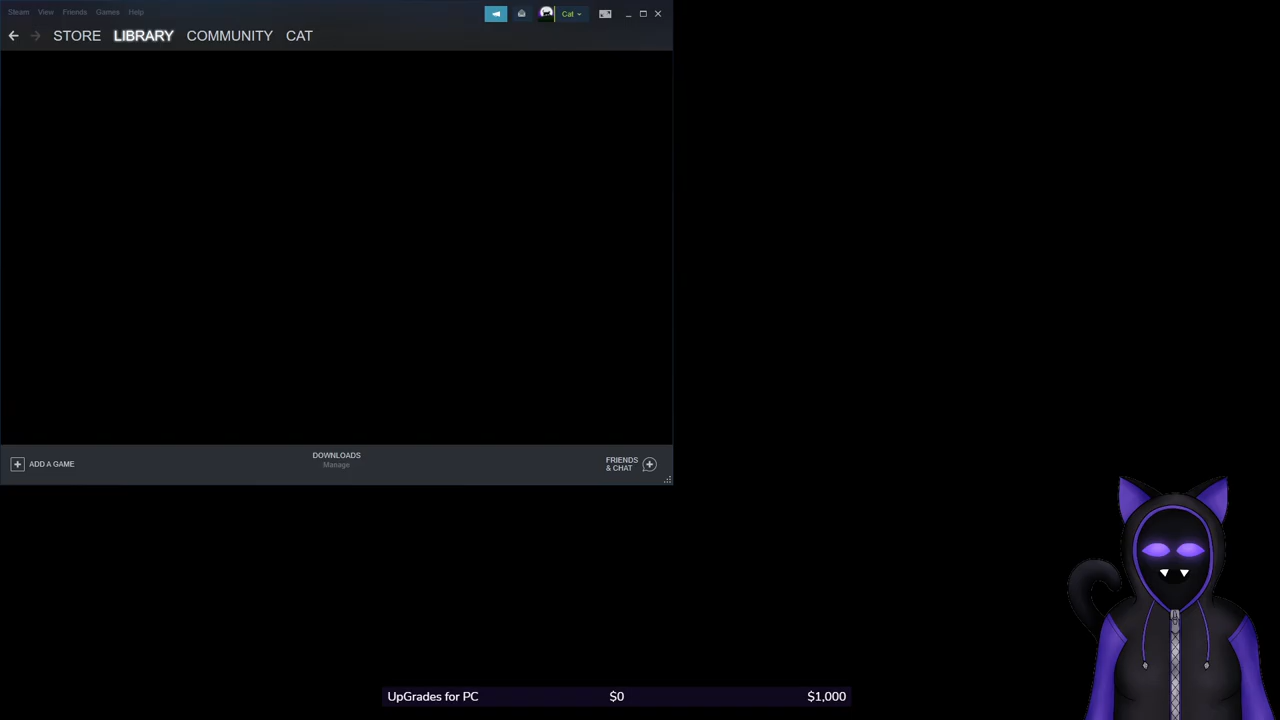 Steam View Friends Games Help Cat
STORE LIBRARY COMMUNITY CAT
ADD A GAME
DOWNLOADS
Manage
FRIENDS
& CHAT
UpGrades for PC $0 $1,000